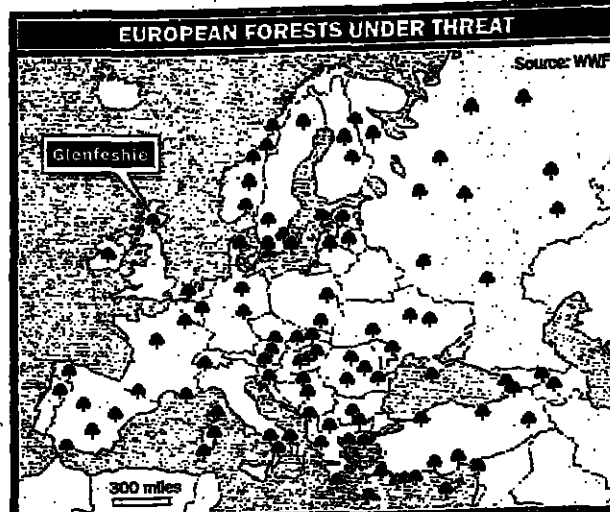 EUROPEAN FORESTS UNDER THREAT
Source: WWF
Glenfeshie
300 miles